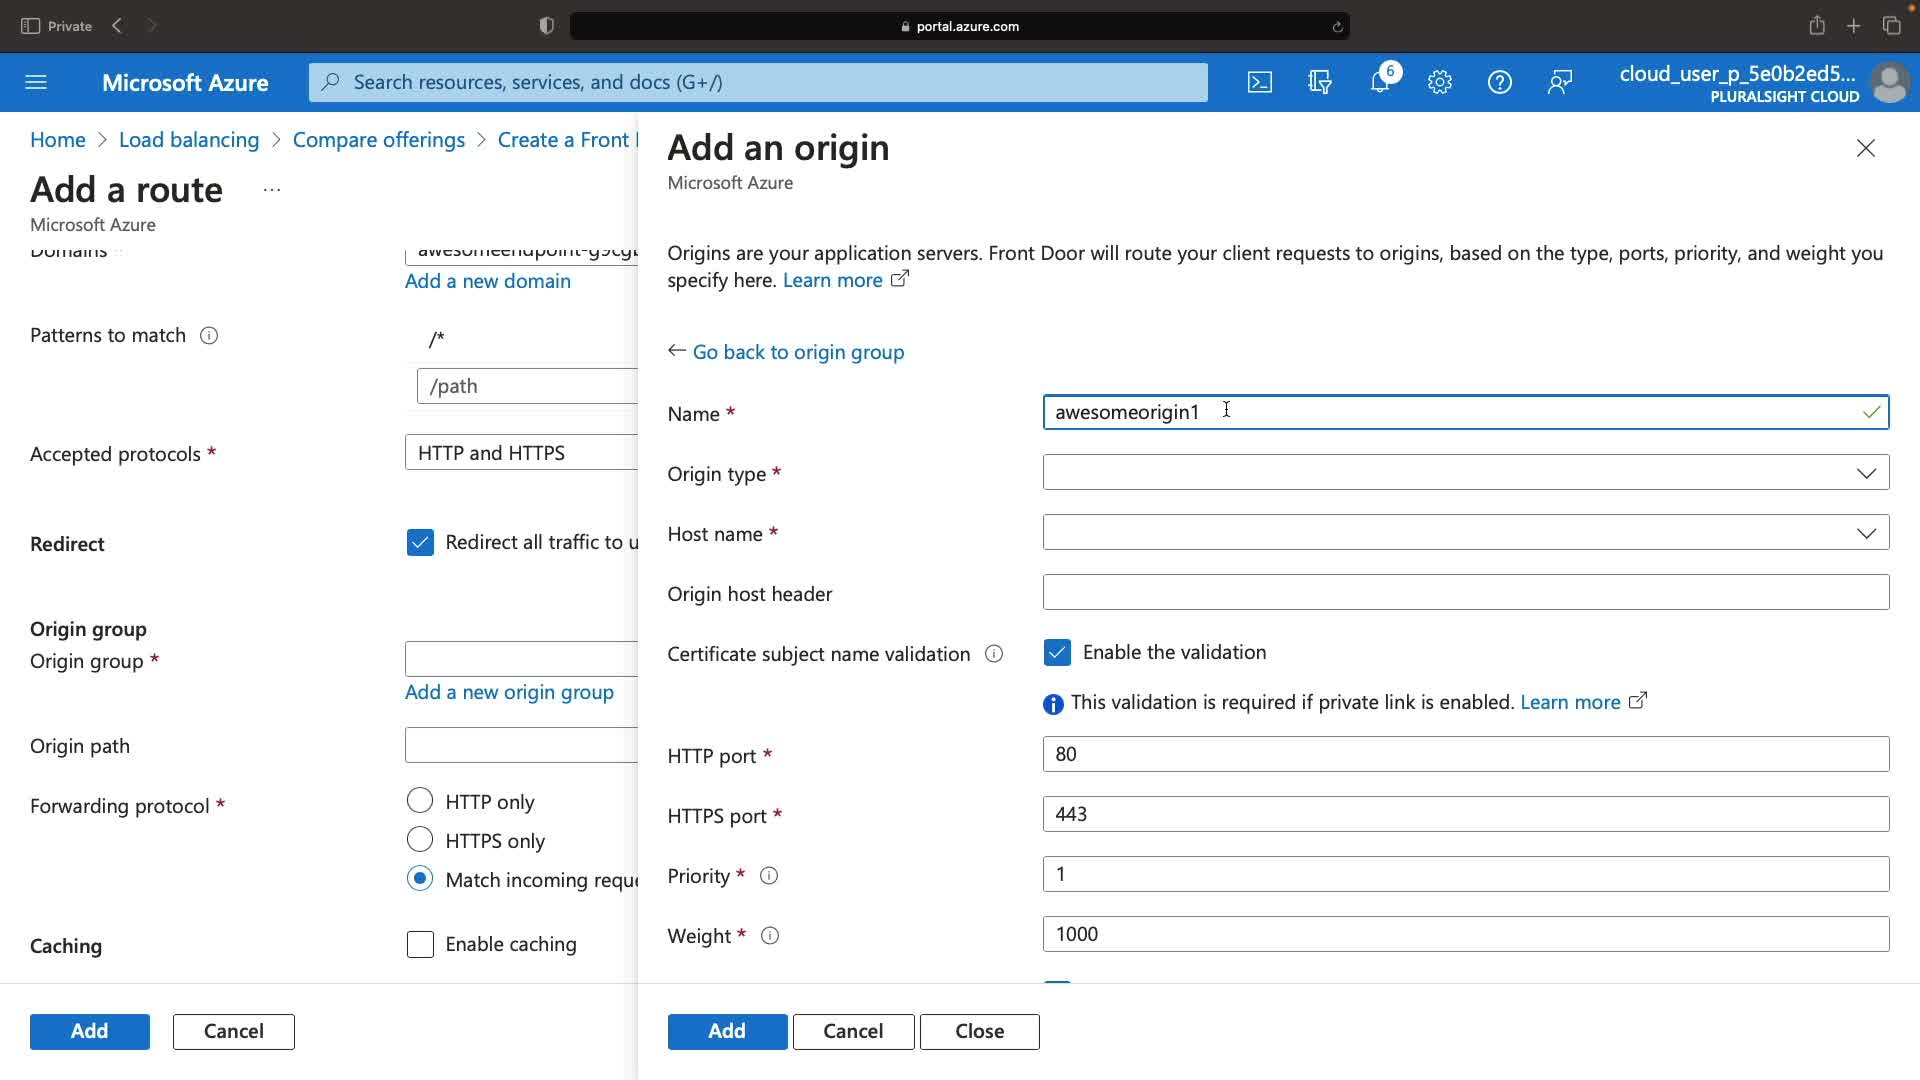 Private
portal.azure.com
Microsoft Azure
Search resources, services, and docs (G+/)
6
cloud_user_p_5e0b2ed5...
PLURALSIGHT CLOUD
Home > Load balancing > Compare offerings > Create a Front
Add a route ...
Microsoft Azure
Domains *
Add a new domain
Patterns to match
/*
/path
Accepted protocols *
HTTP and HTTPS
Redirect
Redirect all traffic to u
Origin group
Origin group *
Add a new origin group
Origin path
Forwarding protocol *
HTTP only
HTTPS only
Match incoming reque
Caching
Enable caching
Add
Cancel
Add an origin
Microsoft Azure
Origins are your application servers. Front Door will route your client requests to origins, based on the type, ports, priority, and weight you
specify here. Learn more
Go back to origin group
Name *
awesomeorigin1
Origin type *
Host name *
Origin host header
Certificate subject name validation
Enable the validation
This validation is required if private link is enabled. Learn more
HTTP port *
80
HTTPS port *
443
Priority *
1
Weight *
1000
Add
Cancel
Close